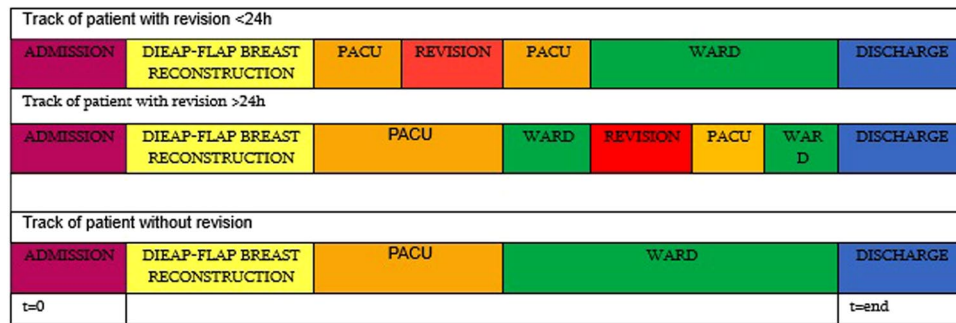 Track of patient with revision <24h
ADMISSION DIEAP-FLAP BREAST PACU REVISION PACU WARD DISCHARGE
RECONSTRUCTION
Track of patient with revision >24h
ADMISSION DIEAP-FLAP BREAST PACU WARD REVISION PACU WAR DISCHARGE
RECONSTRUCTION D
Track of patient without revision
ADMISSION DIEAP-FLAP BREAST PACU WARD DISCHARGE
RECONSTRUCTION
t=0 t=end